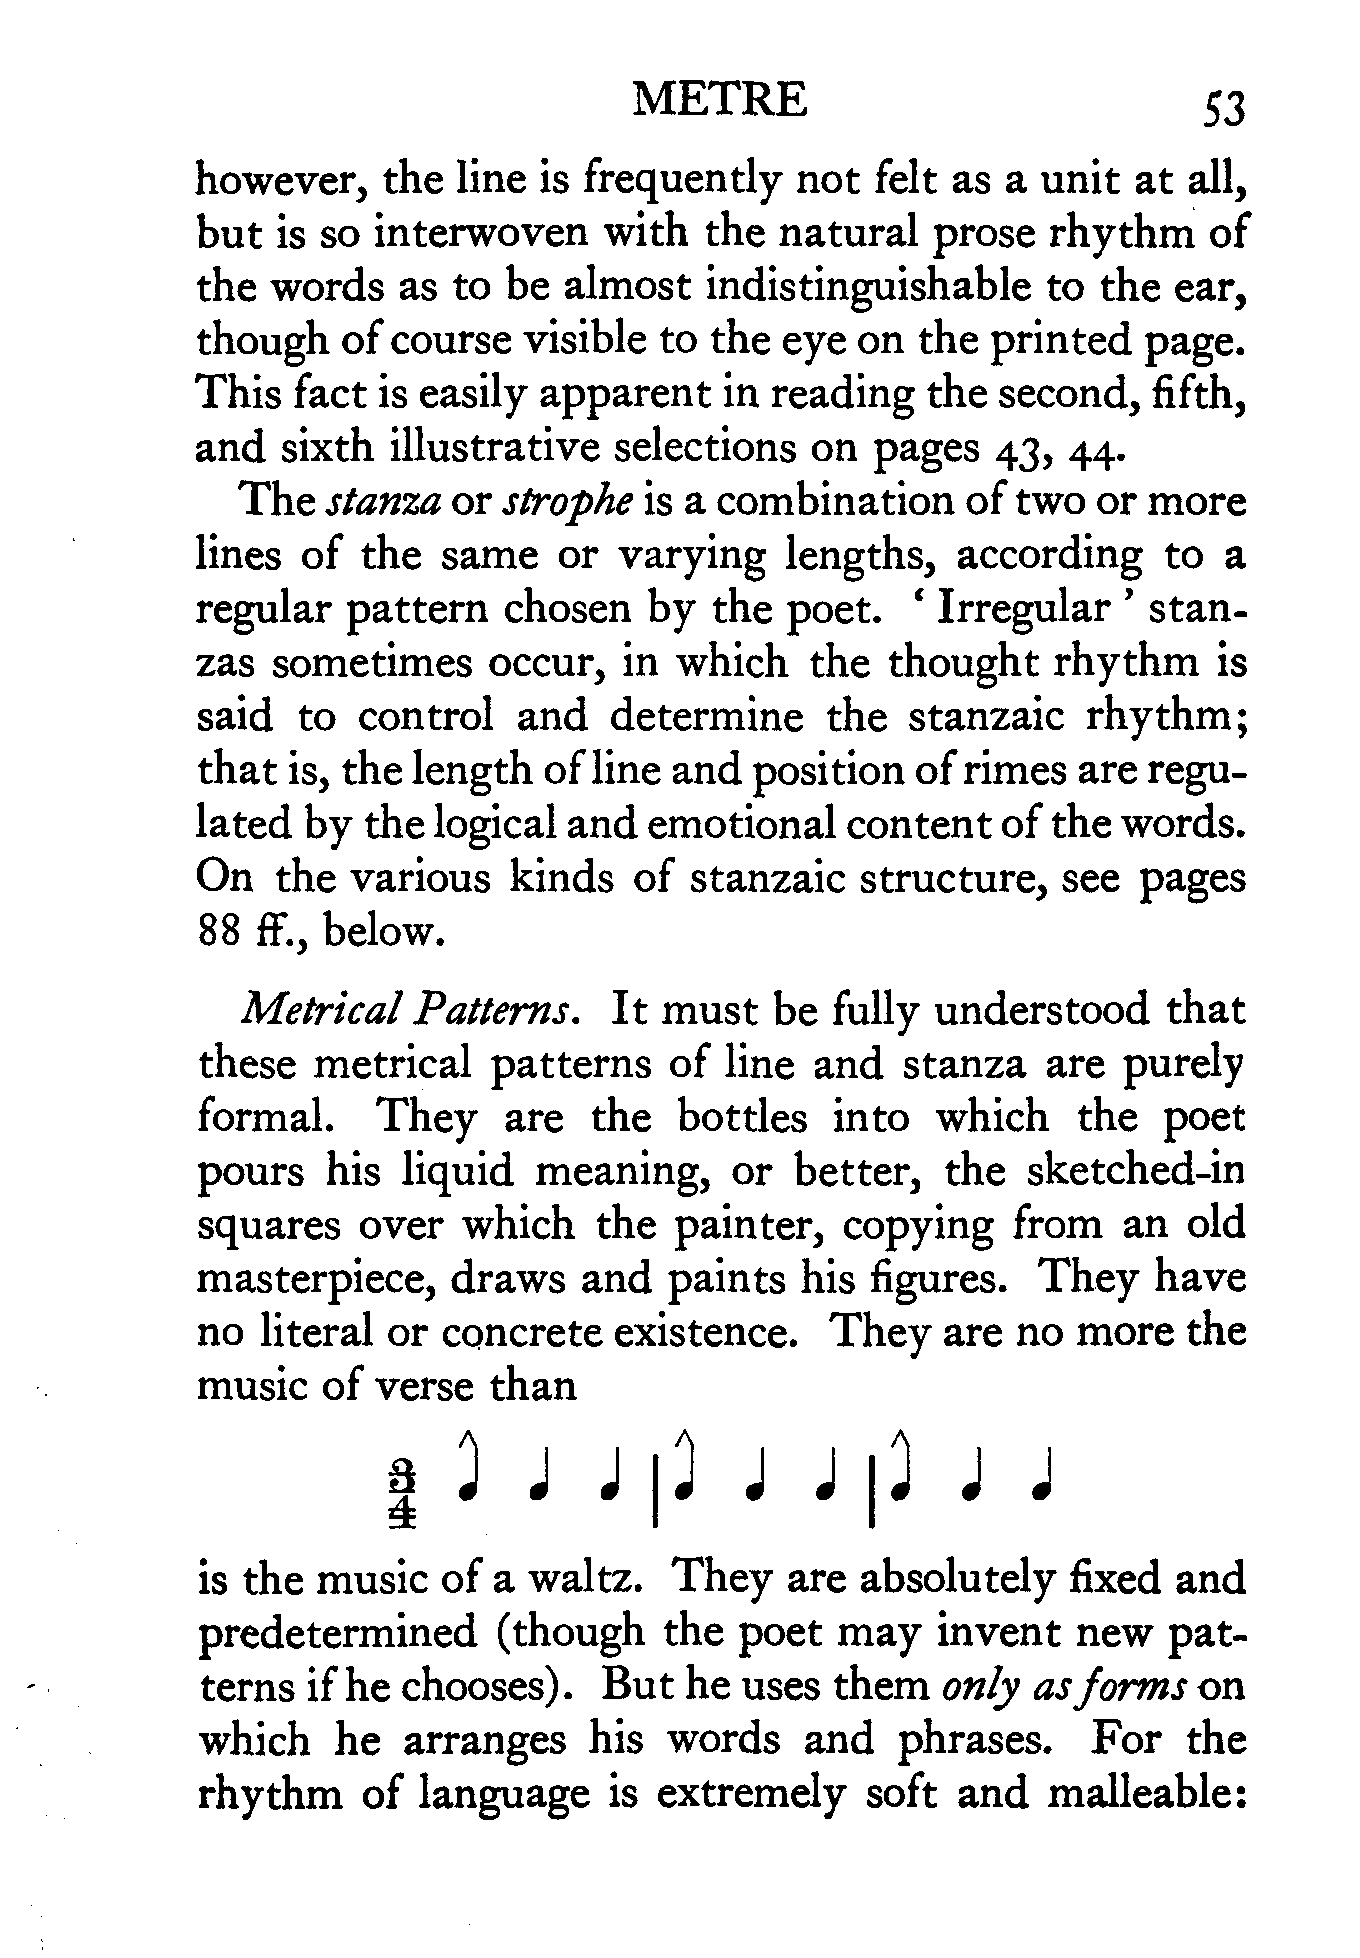 METRE 53
however, the line is frequently not felt as a unit at all,
but is so interwoven with the natural prose rhythm of
the words as to be almost indistinguishable to the ear,
though of course visible to the eye on the printed page.
This fact is easily apparent in reading the second, fifth,
and sixth illustrative selections on pages 43, 44.
The stanza or strophe is a combination of two or more
lines of the same or varying lengths, according to a
regular pattern chosen by the poet. ‘ Irregular ’ stan-
zas sometimes occur, in which the thought rhythm is
said to control and determine the stanzaic rhythm;
that is, the length of line and position of rimes are regu-
lated by the logical and emotional content of the words.
On the various kinds of stanzaic structure, see pages
88 ff., below.
Metrical Patterns. It must be fully understood that
these metrical patterns of line and stanza are purely
formal. They are the bottles into which the poet
pours his liquid meaning, or better, the sketched-in
squares over which the painter, copying from an old
masterpiece, draws and paints his figures. They have
no literal or concrete existence. They are no more the
music of verse than
3
4
is the music of a waltz. They are absolutely fixed and
predetermined (though the poet may invent new pat-
terns if he chooses). But he uses them only as forms on
which he arranges his words and phrases. For the
rhythm of language is extremely soft and malleable: